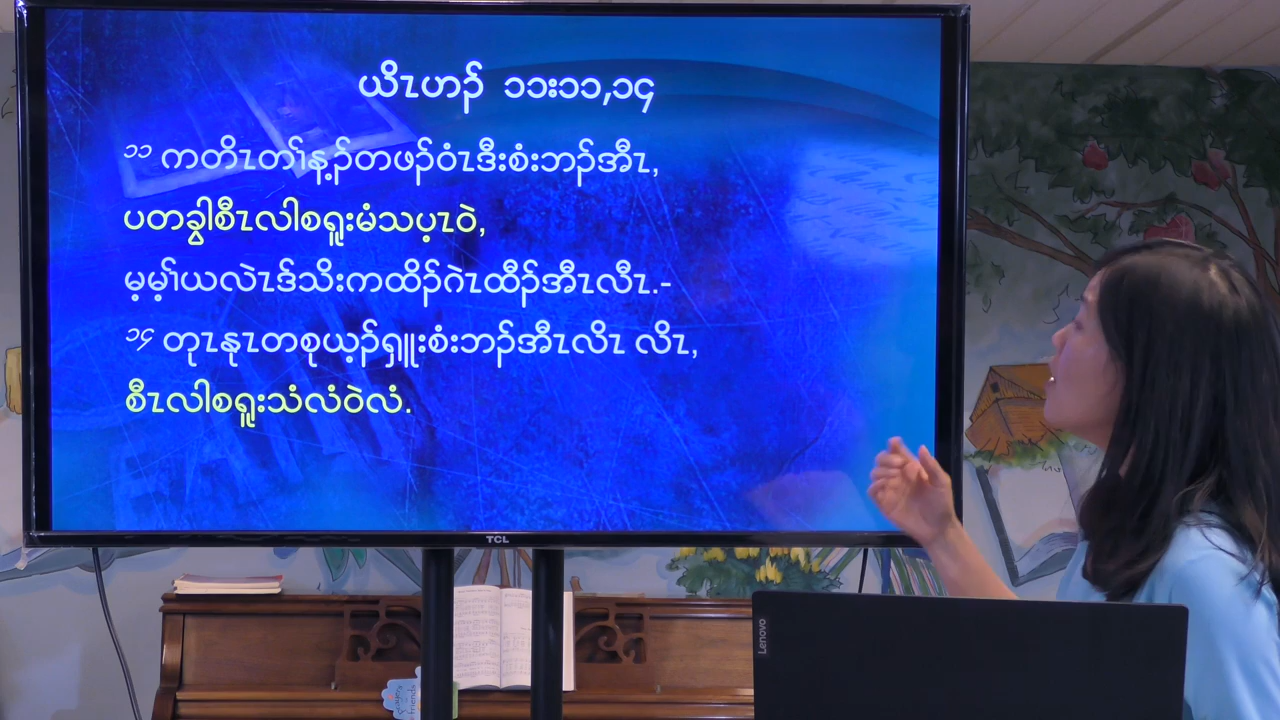 ယိၤဟၣ် ၁၁း၁၁,၁၄
၁၁ ကတိၤတၢ်န့ၣ်တဖၣ်ဝံၤဒီးစံးဘၣ်အီၤ,
ပတခွါစီၤလါစရူးမံသပ့ၤဝဲ,
မ့မ့ၢ်ယလဲၤဒ်သိးကထိၣ်ဂဲၤထီၣ်အီၤလီၤ.-
၁၄ တုၤနုၤတစုယ့ၣ်ရှူးစံးဘၣ်အီၤလိၤ လိၤ,
စီၤလါစရူးသံလံဝဲလံ.
TCL
Lenovo